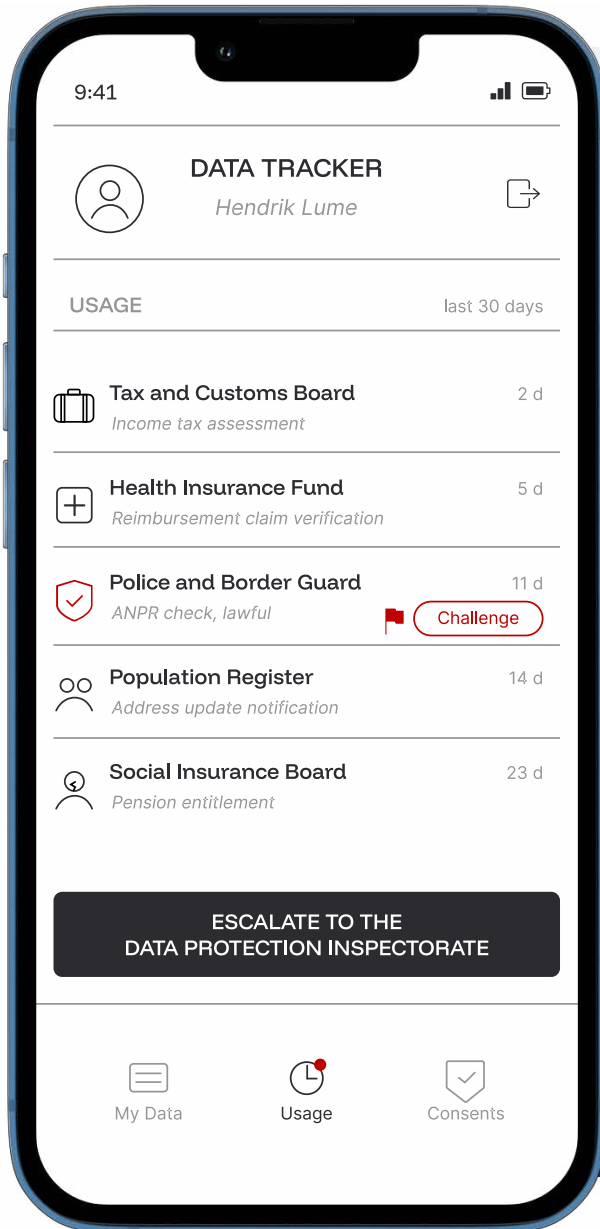 9:41
DATA TRACKER
Hendrik Lume
USAGE last 30 days
Tax and Customs Board 2 d
Income tax assessment
Health Insurance Fund 5 d
Reimbursement claim verification
Police and Border Guard 11 d
ANPR check, lawful Challenge
Population Register 14 d
Address update notification
Social Insurance Board 23 d
Pension entitlement
ESCALATE TO THE
DATA PROTECTION INSPECTORATE
My Data Usage Consents